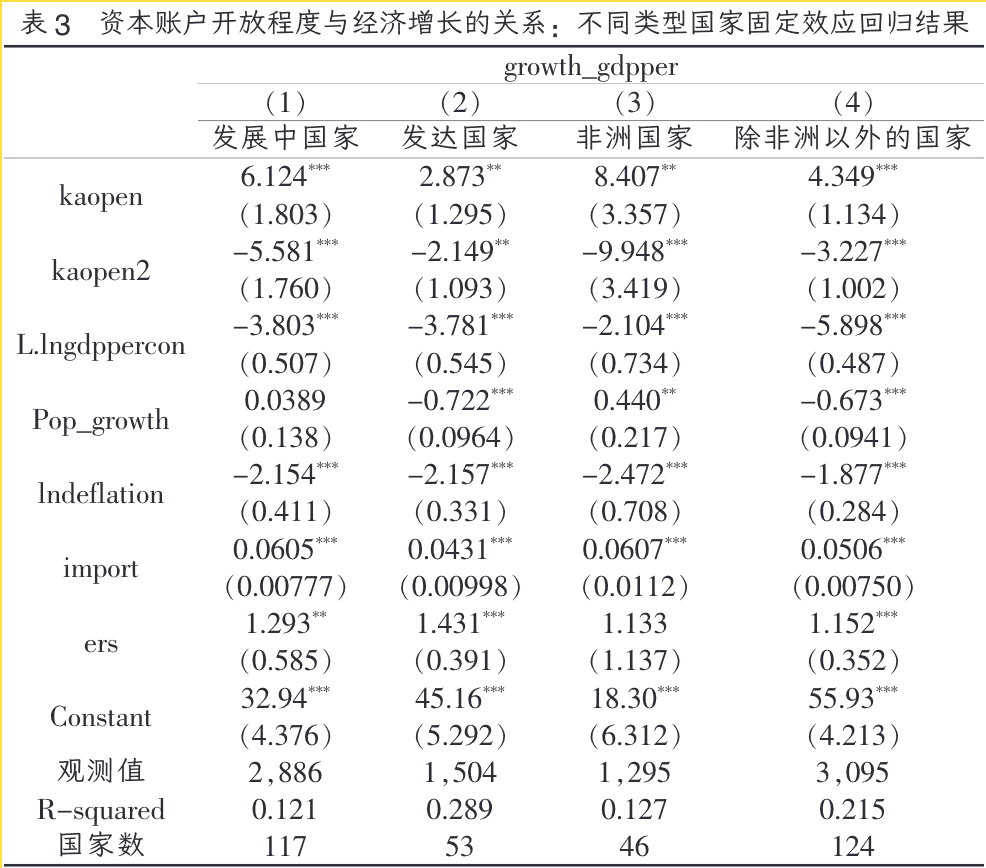 表3 资本账户开放程度与经济增长的关系：不同类型国家固定效应回归结果
growth_gdpper
（1） （2） （3） （4）
发展中国家 发达国家 非洲国家 除非洲以外的国家
kaopen 6.124*** 2.873** 8.407** 4.349***
（1.803） （1.295） （3.357） （1.134）
kaopen2 -5.581*** -2.149** -9.948*** -3.227***
（1.760） （1.093） （3.419） （1.002）
L.lngdppercon -3.803*** -3.781*** -2.104*** -5.898***
（0.507） （0.545） （0.734） （0.487）
Pop_growth 0.0389 -0.722*** 0.440** -0.673***
（0.138） （0.0964） （0.217） （0.0941）
lndeflation -2.154*** -2.157*** -2.472*** -1.877***
（0.411） （0.331） （0.708） （0.284）
import 0.0605*** 0.0431*** 0.0607*** 0.0506***
（0.00777） （0.00998） （0.0112） （0.00750）
ers 1.293** 1.431*** 1.133 1.152***
（0.585） （0.391） （1.137） （0.352）
Constant 32.94*** 45.16*** 18.30*** 55.93***
（4.376） （5.292） （6.312） （4.213）
观测值 2,886 1,504 1,295 3,095
R-squared 0.121 0.289 0.127 0.215
国家数 117 53 46 124